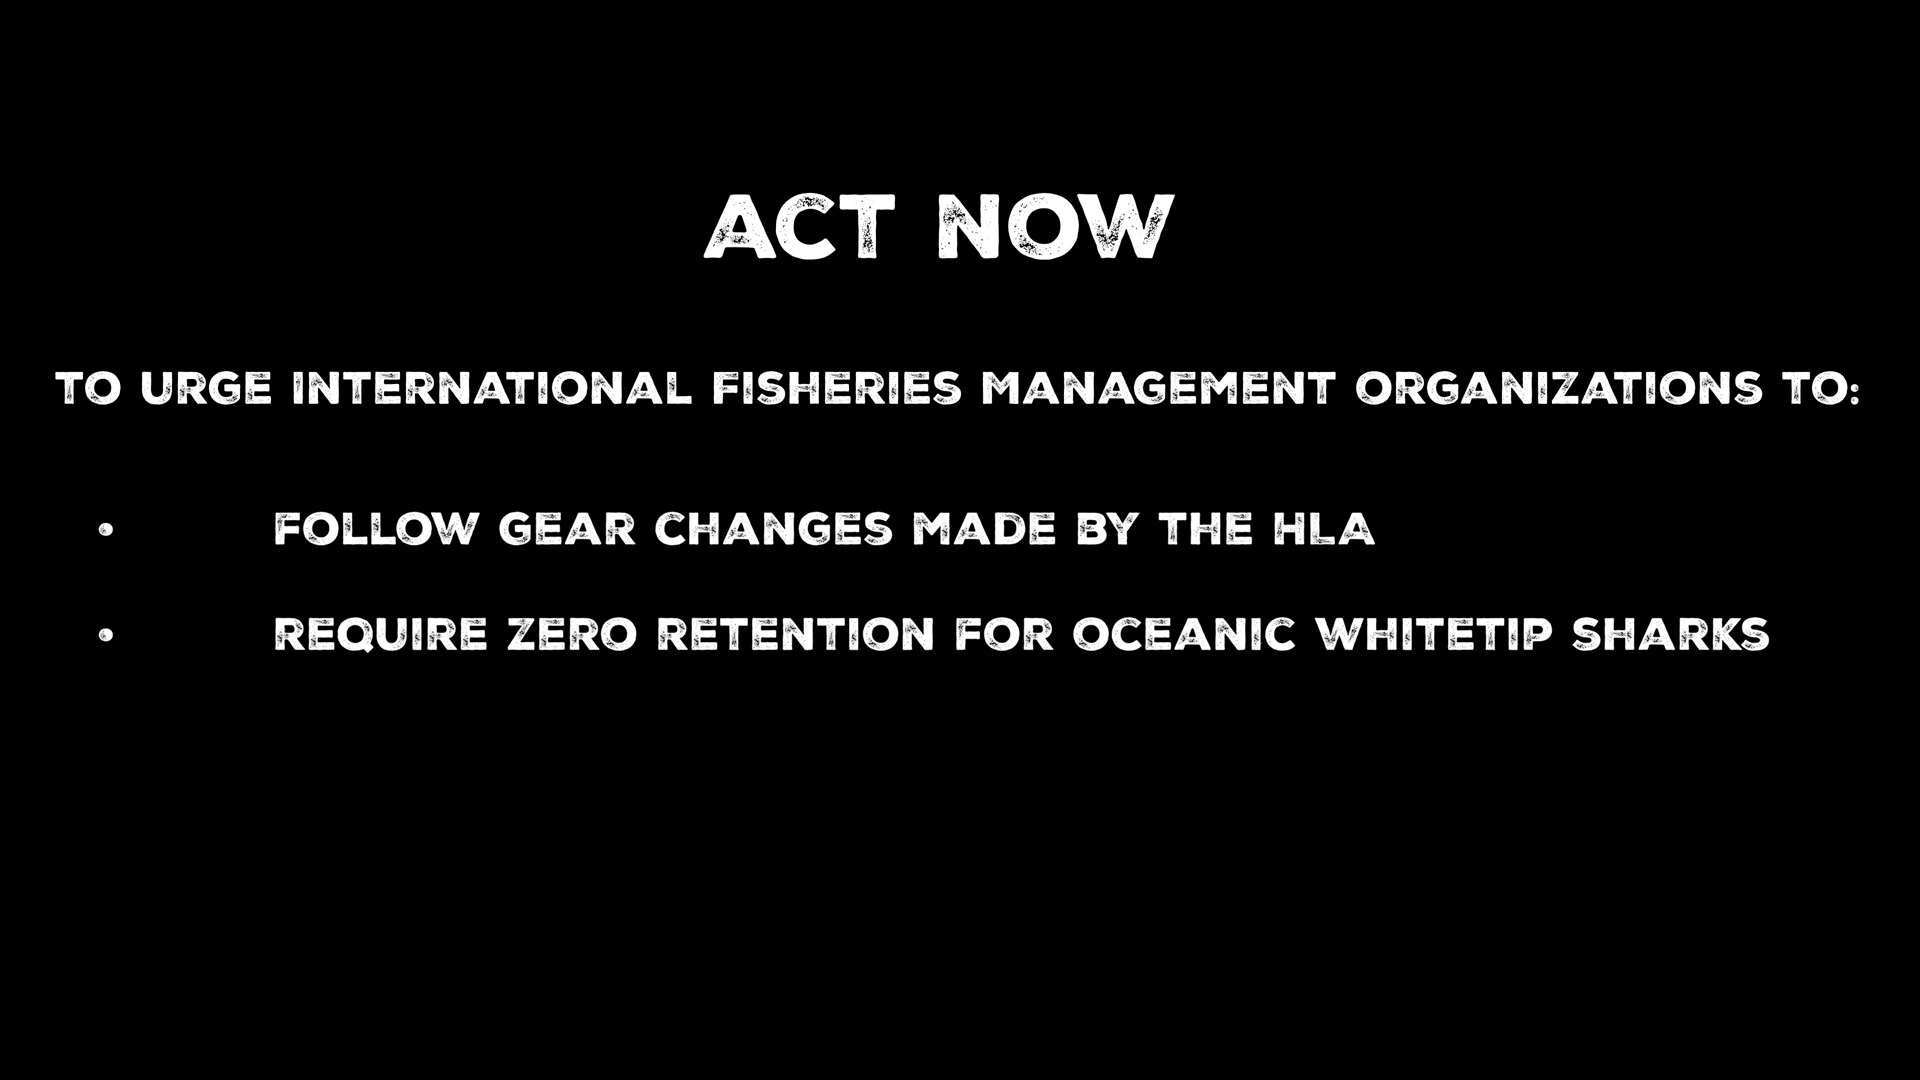 ACT NOW
TO URGE INTERNATIONAL FISHERIES MANAGEMENT ORGANIZATIONS TO:
• FOLLOW GEAR CHANGES MADE BY THE HLA
• REQUIRE ZERO RETENTION FOR OCEANIC WHITETIP SHARKS